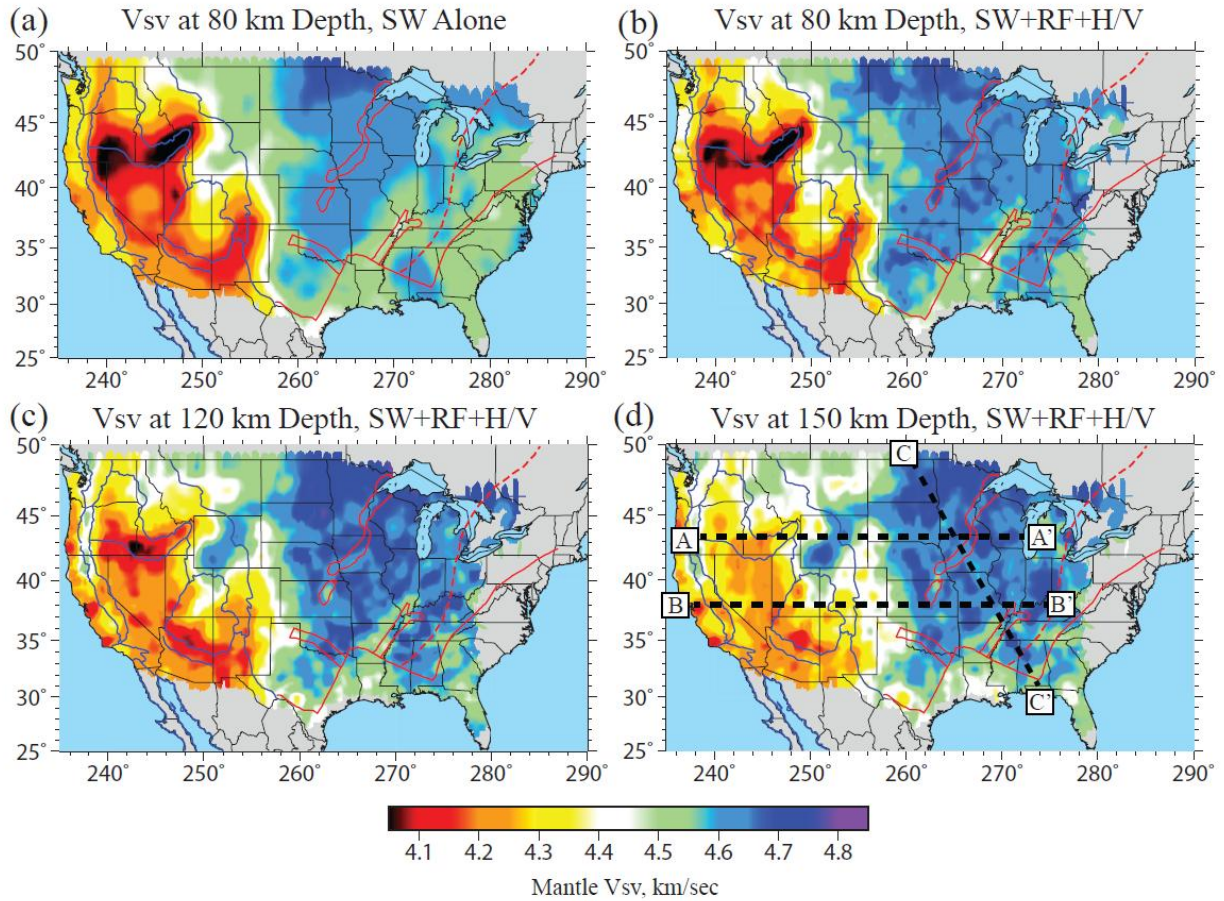 (a) Vsv at 80 km Depth, SW Alone
50°
45°
40°
35°
30°
25°
240° 250° 260° 270° 280° 290°
(b) Vsv at 80 km Depth, SW+RF+H/V
50°
45°
40°
35°
30°
25°
240° 250° 260° 270° 280° 290°
(c) Vsv at 120 km Depth, SW+RF+H/V
50°
45°
40°
35°
30°
25°
240° 250° 260° 270° 280° 290°
(d) Vsv at 150 km Depth, SW+RF+H/V
50°
45°
40°
35°
30°
25°
C
A A`
B B'
C'
240° 250° 260° 270° 280° 290°
4.1 4.2 4.3 4.4 4.5 4.6 4.7 4.8
Mantle Vsv, km/sec